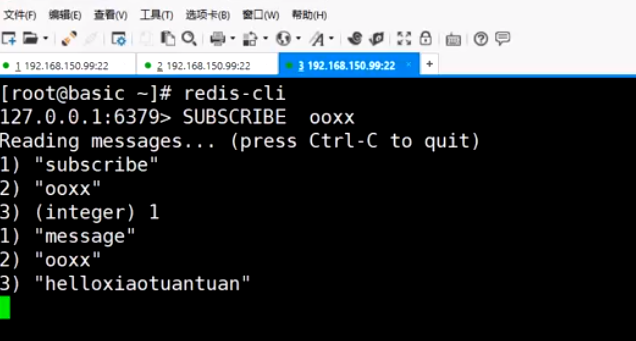 文件(F) 编辑(E) 查看(V) 工具(T) 选项卡(B) 窗口(W) 帮助(H)
1 192.168.150.99:22 2 192.168.150.99:22 3 192.168.150.99:22 × +
[root@basic ~]# redis-cli
127.0.0.1:6379> SUBSCRIBE  ooxx
Reading messages... (press Ctrl-C to quit)
1) "subscribe"
2) "ooxx"
3) (integer) 1
1) "message"
2) "ooxx"
3) "helloxiaotuantuan"